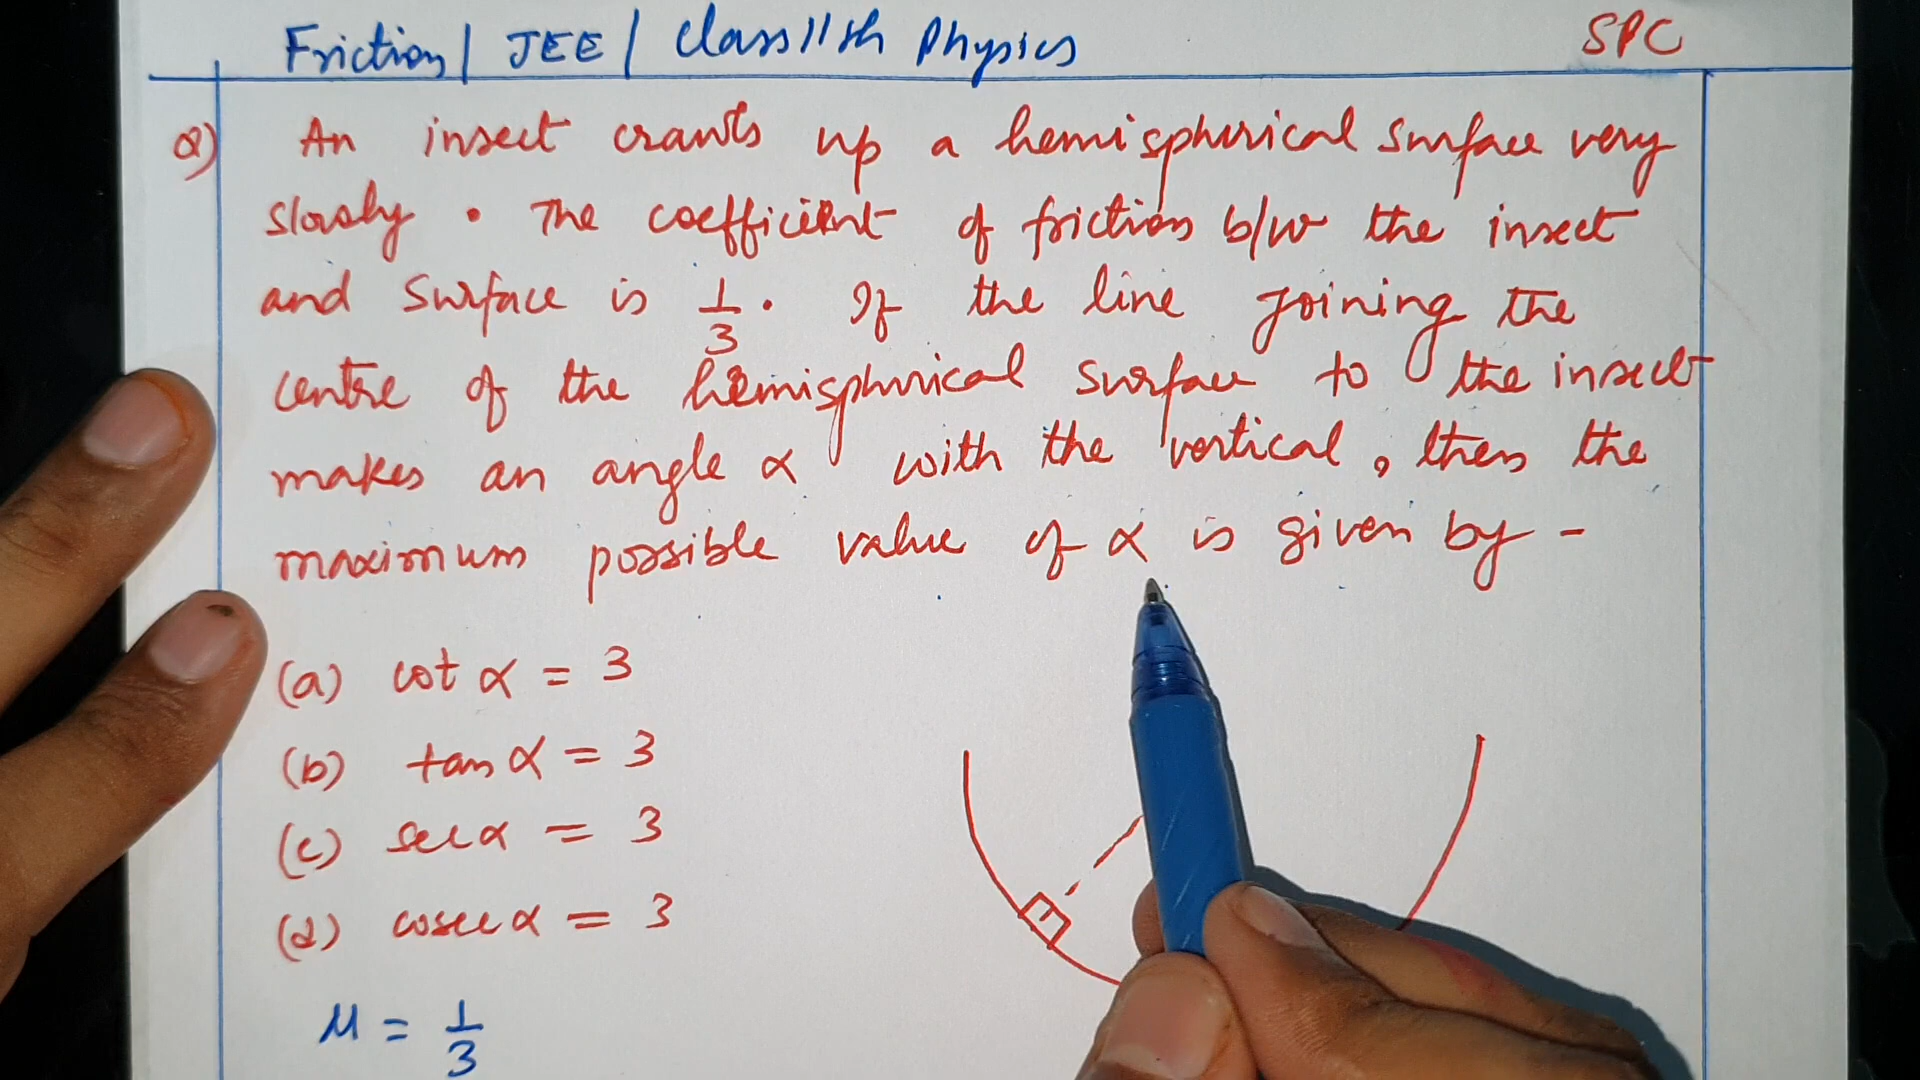 Friction / JEE / Class 11th Physics
SPC
Q) An insect crawls up a hemispherical surface very
slowly. The coefficient of friction b/w the insect
and surface is 1/3. If the line joining the
centre of the hemispherical surface to the insect
makes an angle α with the vertical, then the
maximum possible value of α is given by -
(a) cot α = 3
(b) tan α = 3
(c) sec α = 3
(d) cosec α = 3
μ = 1/3